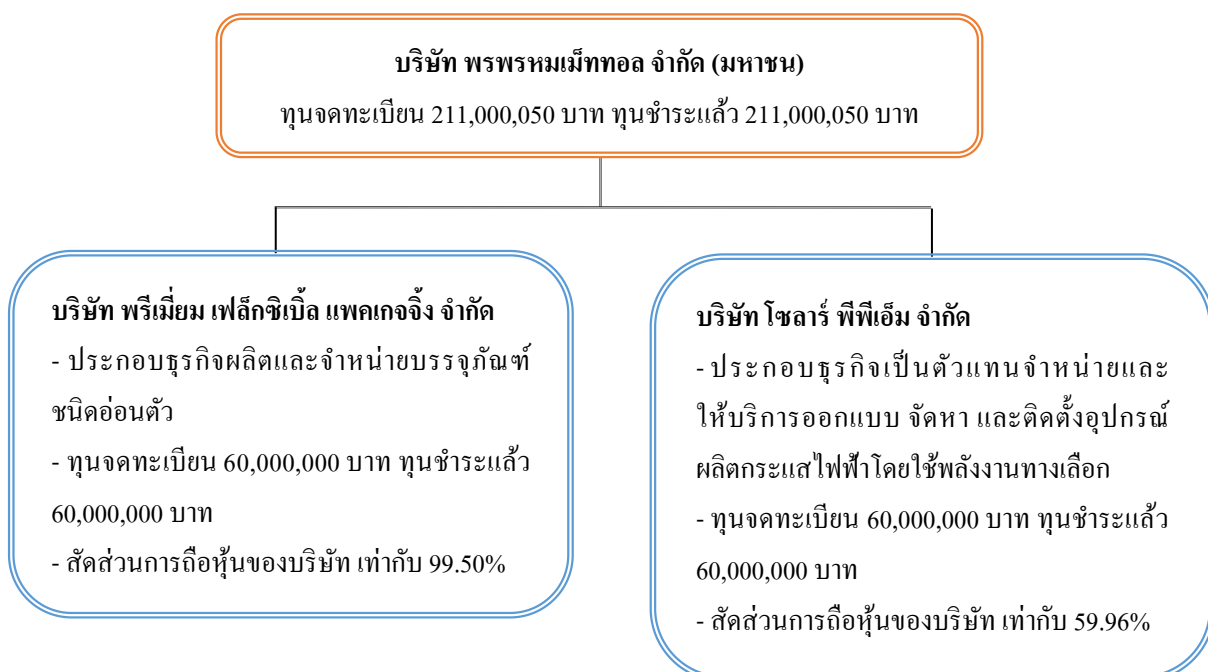 บริษัท พรพรหมเม็ททอล จำกัด (มหาชน)
ทุนจดทะเบียน 211,000,050 บาท ทุนชำระแล้ว 211,000,050 บาท
บริษัท พรีเมี่ยม เฟล็กซิเบิ้ล แพคเกจจิ้ง จำกัด
- ประกอบธุรกิจผลิตและจำหน่ายบรรจุภัณฑ์
ชนิดอ่อนตัว
- ทุนจดทะเบียน 60,000,000 บาท ทุนชำระแล้ว
60,000,000 บาท
- สัดส่วนการถือหุ้นของบริษัท เท่ากับ 99.50%
บริษัท โซลาร์ พีพีเอ็ม จำกัด
- ประกอบธุรกิจเป็นตัวแทนจำหน่ายและ
ให้บริการออกแบบ จัดหา และติดตั้งอุปกรณ์
ผลิตกระแสไฟฟ้าโดยใช้พลังงานทางเลือก
- ทุนจดทะเบียน 60,000,000 บาท ทุนชำระแล้ว
60,000,000 บาท
- สัดส่วนการถือหุ้นของบริษัท เท่ากับ 59.96%